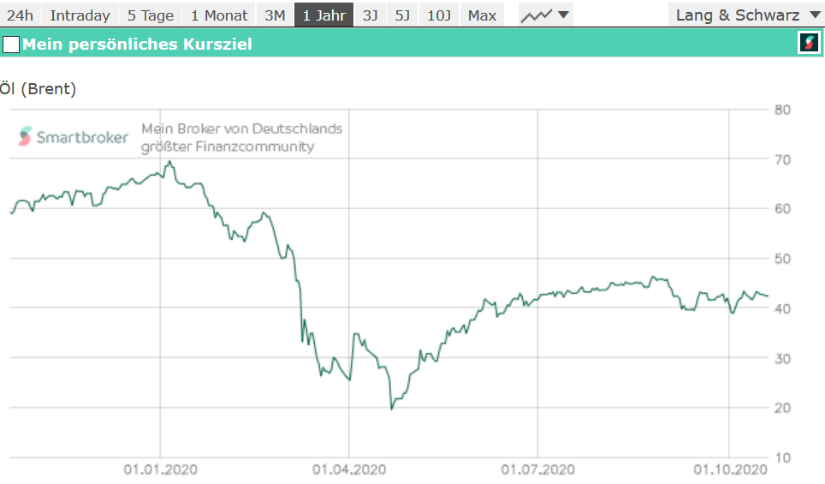 24h Intraday 5 Tage 1 Monat 3M 1 Jahr 3J 5J 10J Max Lang & Schwarz
Mein persönliches Kursziel
Öl (Brent)
Smartbroker
Mein Broker von Deutschlands
größter Finanzcommunity
80
70
60
50
40
30
20
10
01.01.2020 01.04.2020 01.07.2020 01.10.2020